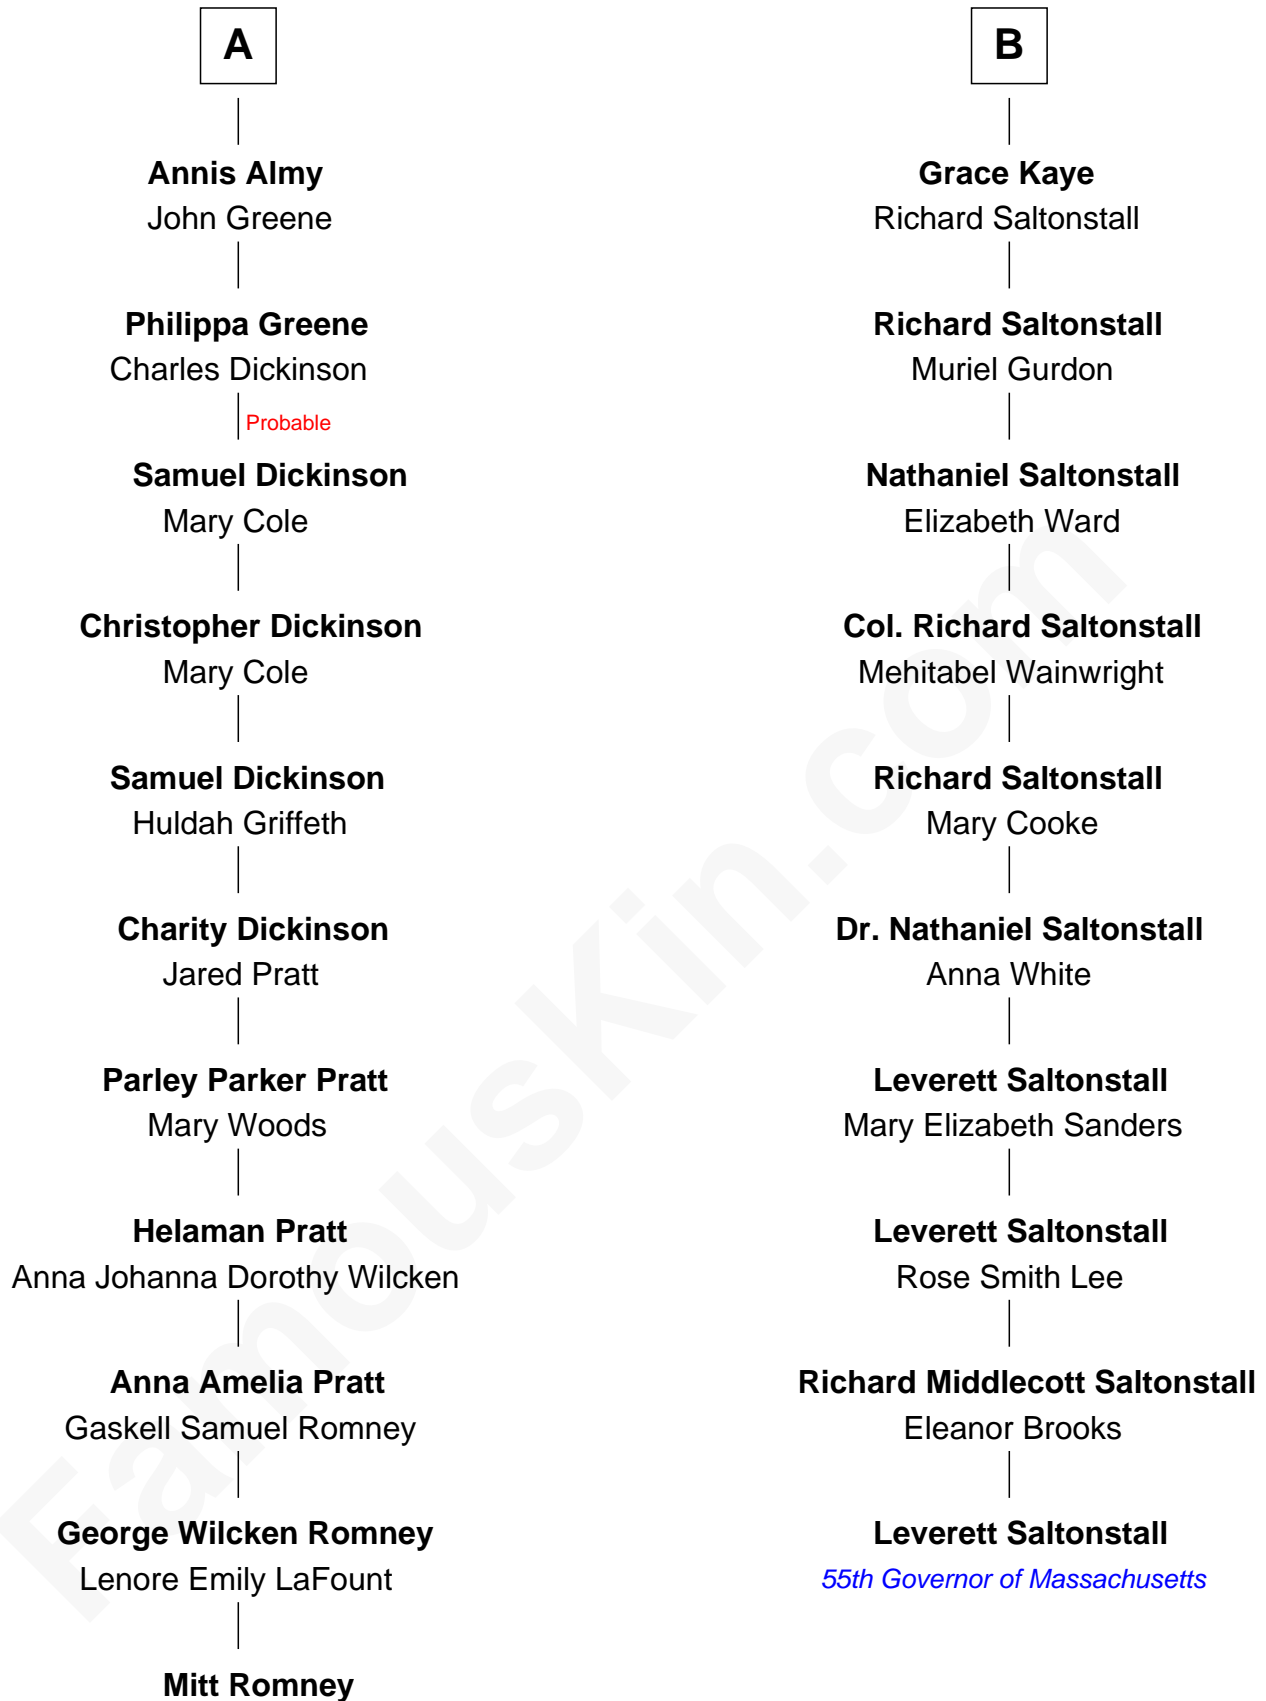 A
Annis Almy
John Greene
Philippa Greene
Charles Dickinson
Probable
Samuel Dickinson
Mary Cole
Christopher Dickinson
Mary Cole
Samuel Dickinson
Huldah Griffeth
Charity Dickinson
Jared Pratt
Parley Parker Pratt
Mary Woods
Helaman Pratt
Anna Johanna Dorothy Wilcken
Anna Amelia Pratt
Gaskell Samuel Romney
George Wilcken Romney
Lenore Emily LaFount
Mitt Romney
B
Grace Kaye
Richard Saltonstall
Richard Saltonstall
Muriel Gurdon
Nathaniel Saltonstall
Elizabeth Ward
Col. Richard Saltonstall
Mehitabel Wainwright
Richard Saltonstall
Mary Cooke
Dr. Nathaniel Saltonstall
Anna White
Leverett Saltonstall
Mary Elizabeth Sanders
Leverett Saltonstall
Rose Smith Lee
Richard Middlecott Saltonstall
Eleanor Brooks
Leverett Saltonstall
55th Governor of Massachusetts
FamousKin.com